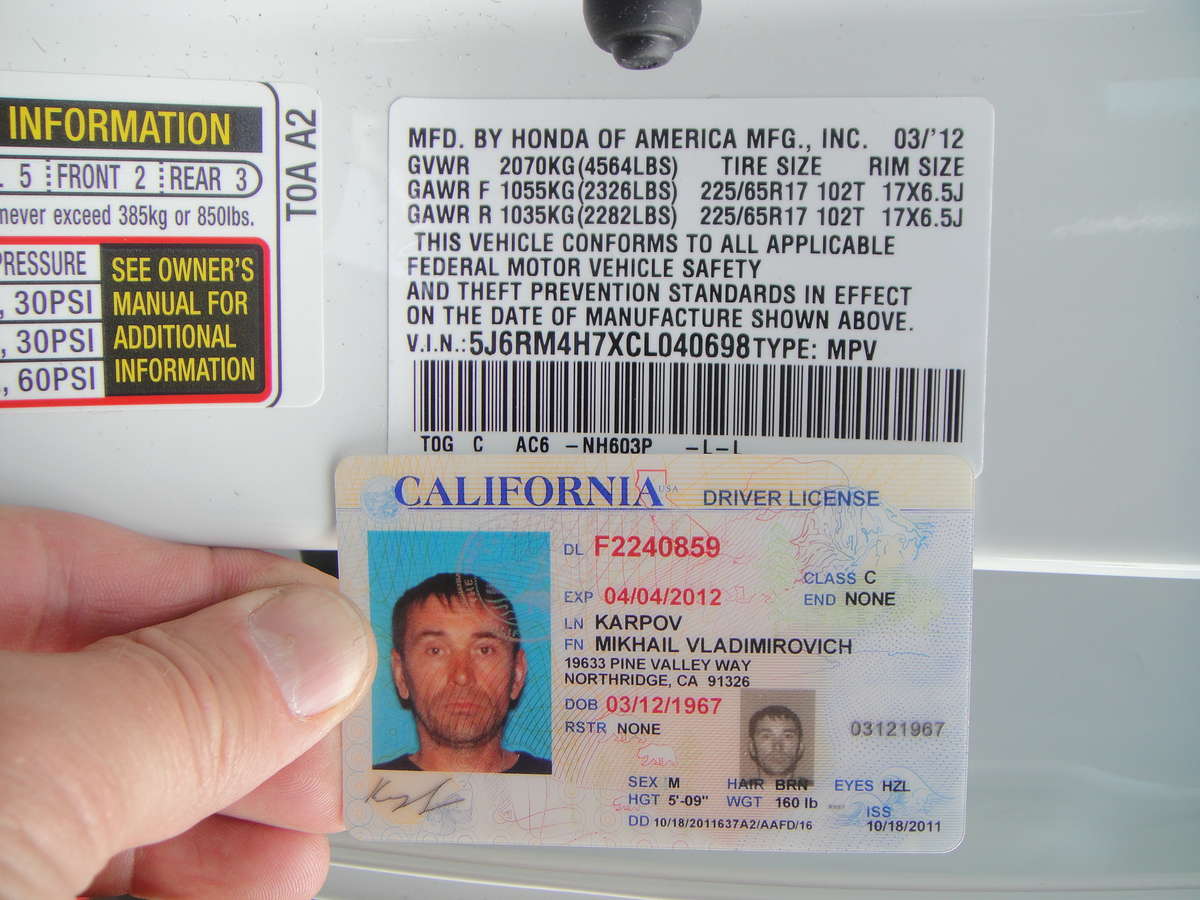 INFORMATION
. 5 FRONT 2 REAR 3
never exceed 385kg or 850lbs.
PRESSURE
, 30PSI
, 30PSI
, 60PSI
SEE OWNER'S
MANUAL FOR
ADDITIONAL
INFORMATION
T0A A2
MFD. BY HONDA OF AMERICA MFG., INC. 03/'12
GVWR 2070KG(4564LBS) TIRE SIZE RIM SIZE
GAWR F 1055KG(2326LBS) 225/65R17 102T 17X6.5J
GAWR R 1035KG(2282LBS) 225/65R17 102T 17X6.5J
THIS VEHICLE CONFORMS TO ALL APPLICABLE
FEDERAL MOTOR VEHICLE SAFETY
AND THEFT PREVENTION STANDARDS IN EFFECT
ON THE DATE OF MANUFACTURE SHOWN ABOVE.
V.I.N.: 5J6RM4H7XCL040698 TYPE: MPV
T0G C AC6 -NH603P -L-L
CALIFORNIA USA DRIVER LICENSE
DL F2240859
CLASS C
EXP 04/04/2012
END NONE
LN KARPOV
FN MIKHAIL VLADIMIROVICH
19633 PINE VALLEY WAY
NORTHRIDGE, CA 91326
DOB 03/12/1967
RSTR NONE
03121967
SEX M HAIR BRN EYES HZL
HGT 5'-09" WGT 160 lb
ISS
DD 10/18/2011637A2/AAFD/16 10/18/2011